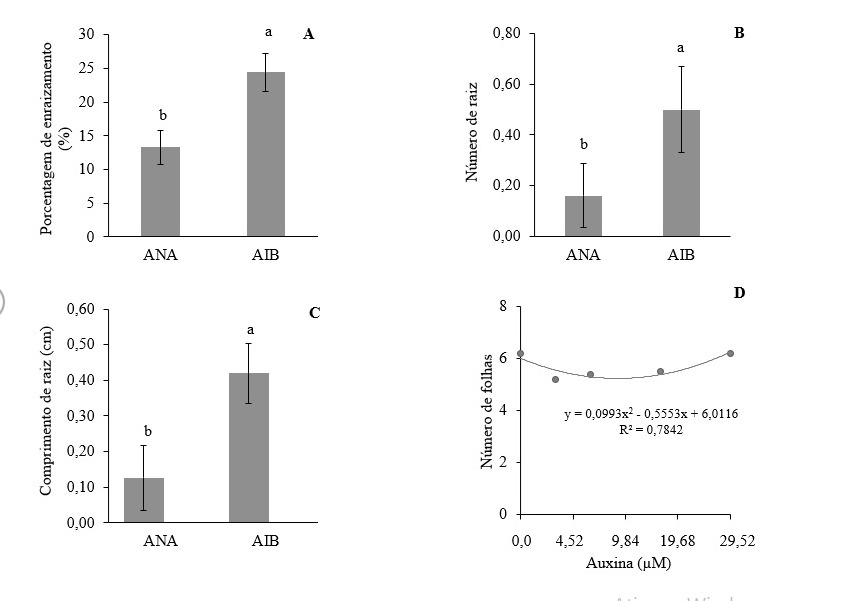 A
Porcentagem de enraizamento
(%)
30
25
20
15
10
5
0
b
a
ANA
AIB
B
Número de raiz
0,80
0,60
0,40
0,20
0,00
b
a
ANA
AIB
C
Comprimento de raiz (cm)
0,60
0,50
0,40
0,30
0,20
0,10
0,00
b
a
ANA
AIB
D
Número de folhas
8
6
4
2
0
y = 0,0993x² - 0,5553x + 6,0116
R² = 0,7842
0,0 4,52 9,84 19,68 29,52
Auxina (µM)